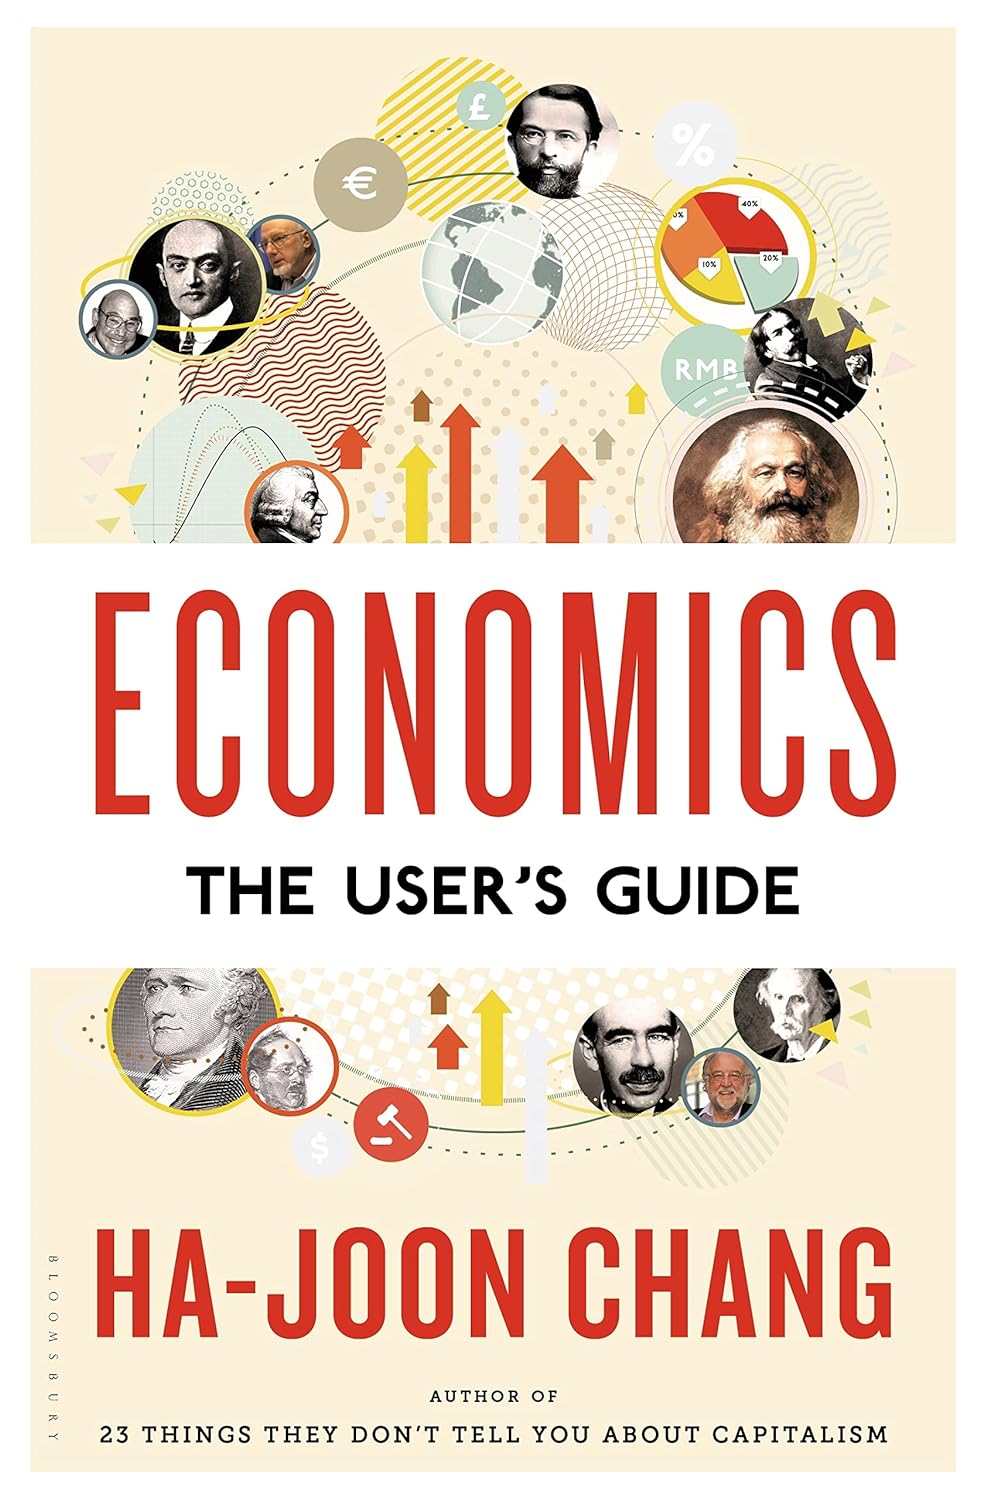 £
€
%
40%
0%
10%
20%
RMB
ECONOMICS
THE USER'S GUIDE
$
HA-JOON CHANG
BLOOMSBURY
AUTHOR OF
23 THINGS THEY DON'T TELL YOU ABOUT CAPITALISM